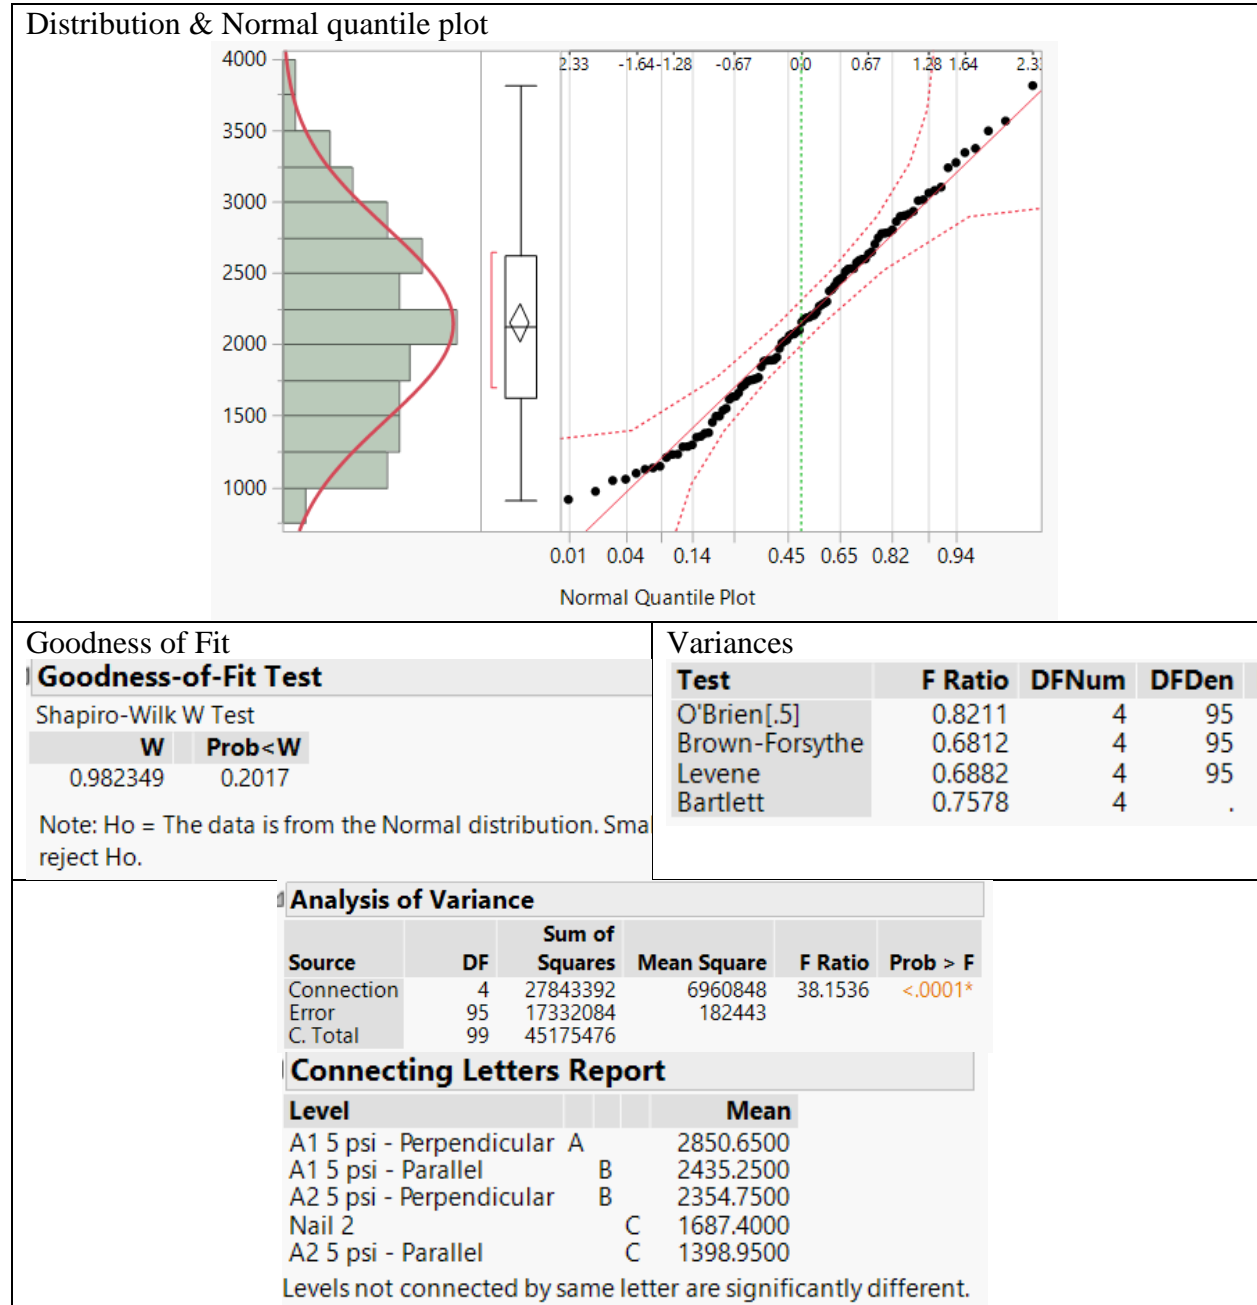 Distribution & Normal quantile plot
4000
3500
3000
2500
2000
1500
1000
2.33 -1.64 -1.28 -0.67 0.0 0.67 1.28 1.64 2.33
0.01 0.04 0.14 0.45 0.65 0.82 0.94
Normal Quantile Plot
Goodness of Fit
Goodness-of-Fit Test
Shapiro-Wilk W Test
W Prob<W
0.982349 0.2017
Note: Ho = The data is from the Normal distribution. Smal
reject Ho.
Variances
Test F Ratio DFNum DFDen
O'Brien[.5] 0.8211 4 95
Brown-Forsythe 0.6812 4 95
Levene 0.6882 4 95
Bartlett 0.7578 4 .
Analysis of Variance
Sum of
Source DF Squares Mean Square F Ratio Prob > F
Connection 4 27843392 6960848 38.1536 <.0001*
Error 95 17332084 182443
C. Total 99 45175476
Connecting Letters Report
Level Mean
A1 5 psi - Perpendicular A 2850.6500
A1 5 psi - Parallel B 2435.2500
A2 5 psi - Perpendicular B 2354.7500
Nail 2 C 1687.4000
A2 5 psi - Parallel C 1398.9500
Levels not connected by same letter are significantly different.